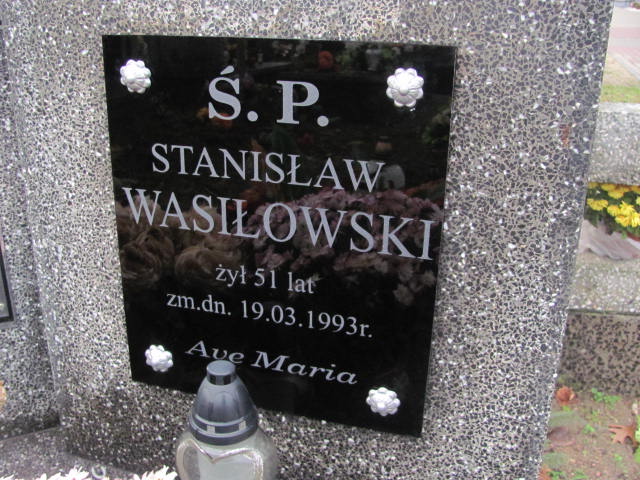 Ś. P.
STANISŁAW
WASIŁOWSKI
żył 51 lat
zm.dn. 19.03.1993r.
Ave Maria